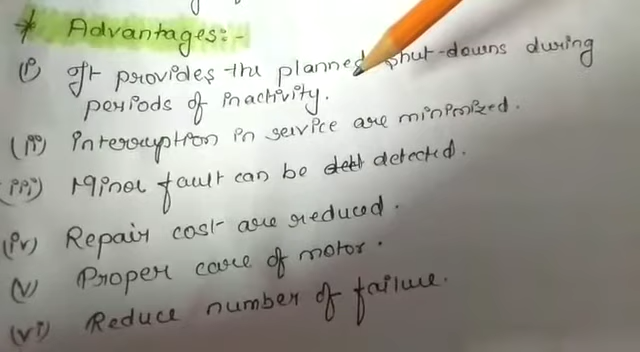 * Advantages:-
(i) It provides the planned shut-downs during
periods of inactivity.
(ii) interruption in service are minimized.
(iii) Minor fault can be detected.
(iv) Repair cost are reduced.
(v) Proper care of motor.
(vi) Reduce number of failure.